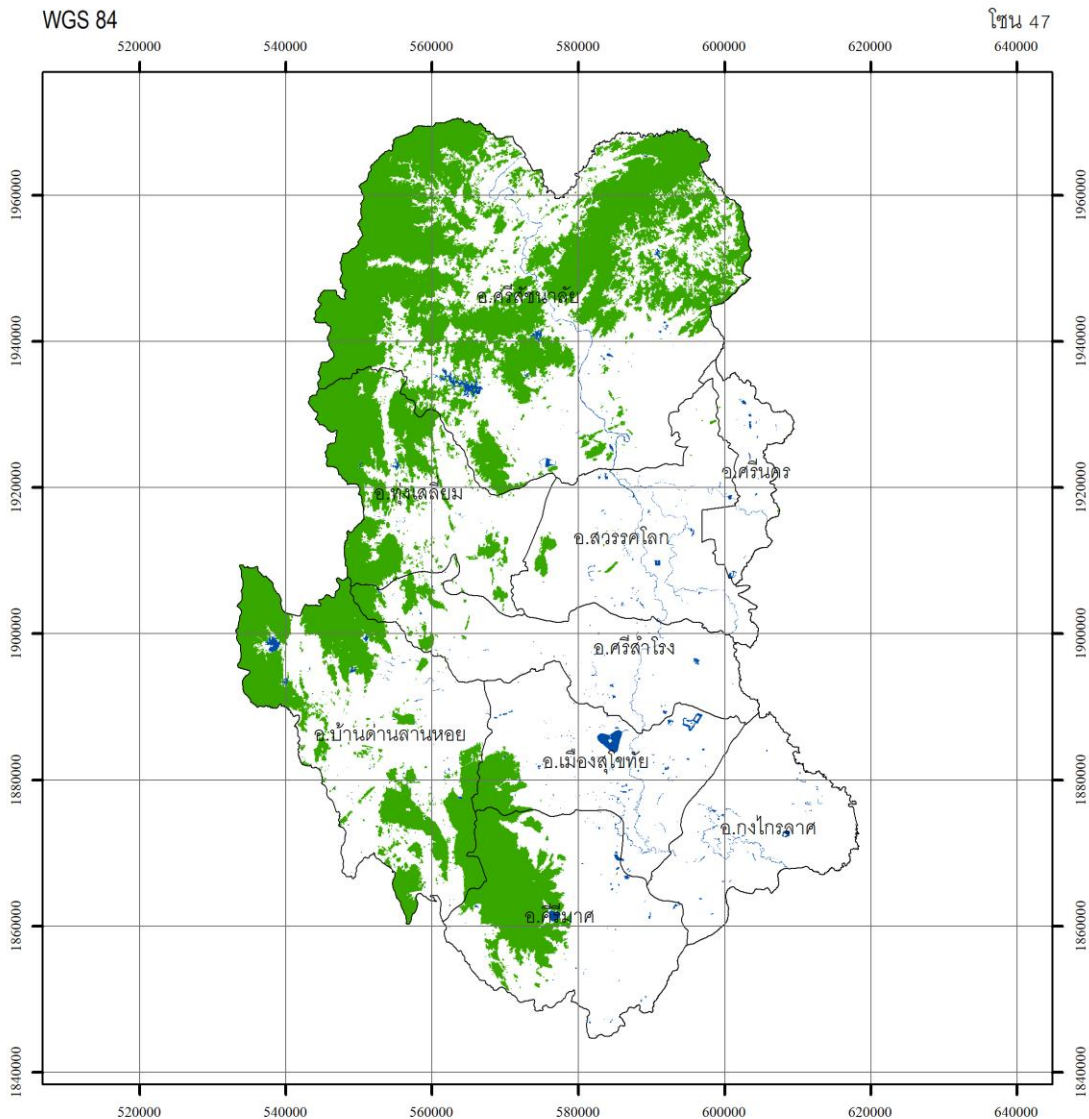 WGS 84
โซน 47
520000 540000 560000 580000 600000 620000 640000
1960000 1960000
อ.ศรีสัชนาลัย
1940000 1940000
อ.ศรีนคร
1920000 1920000
อ.ทุ่งเสลี่ยม
อ.สวรรคโลก
1900000 1900000
อ.ศรีสำโรง
อ.บ้านด่านลานหอย
อ.เมืองสุโขทัย
1880000 1880000
อ.กงไกรลาศ
อ.คีรีมาศ
1860000 1860000
1840000 1840000
520000 540000 560000 580000 600000 620000 640000